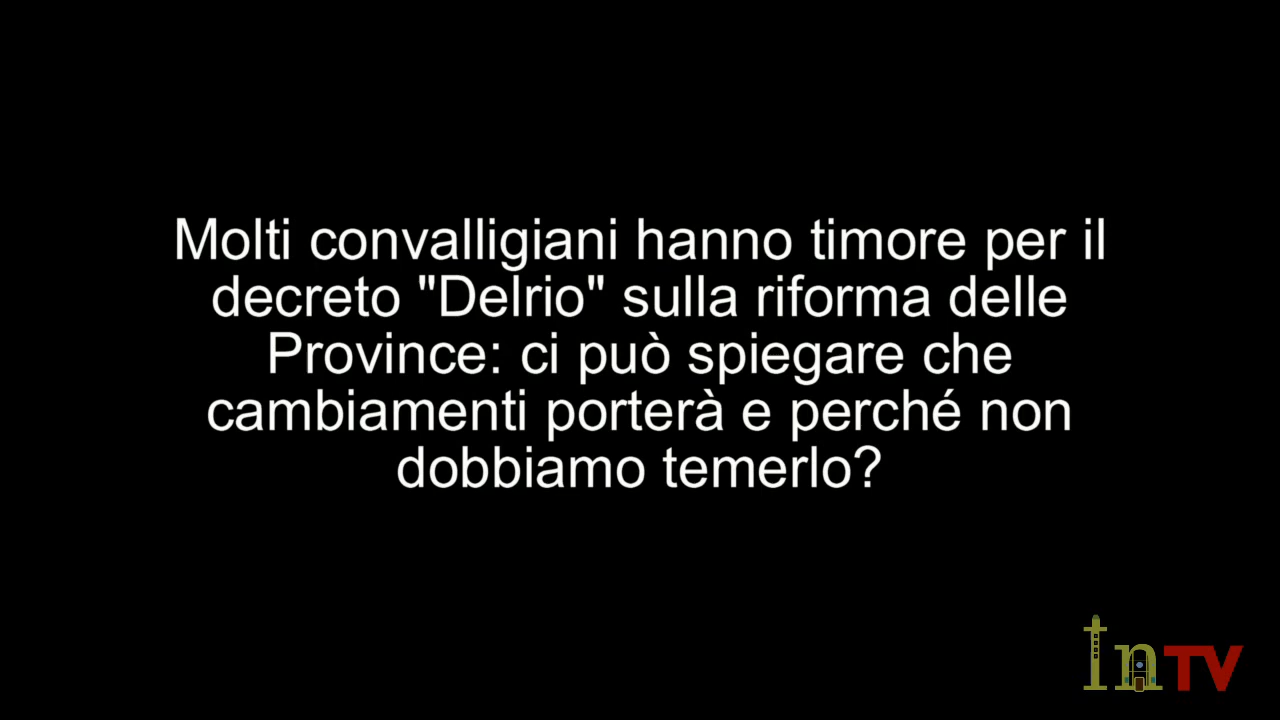 Molti convalligiani hanno timore per il
decreto "Delrio" sulla riforma delle
Province: ci può spiegare che
cambiamenti porterà e perché non
dobbiamo temerlo?
InTV